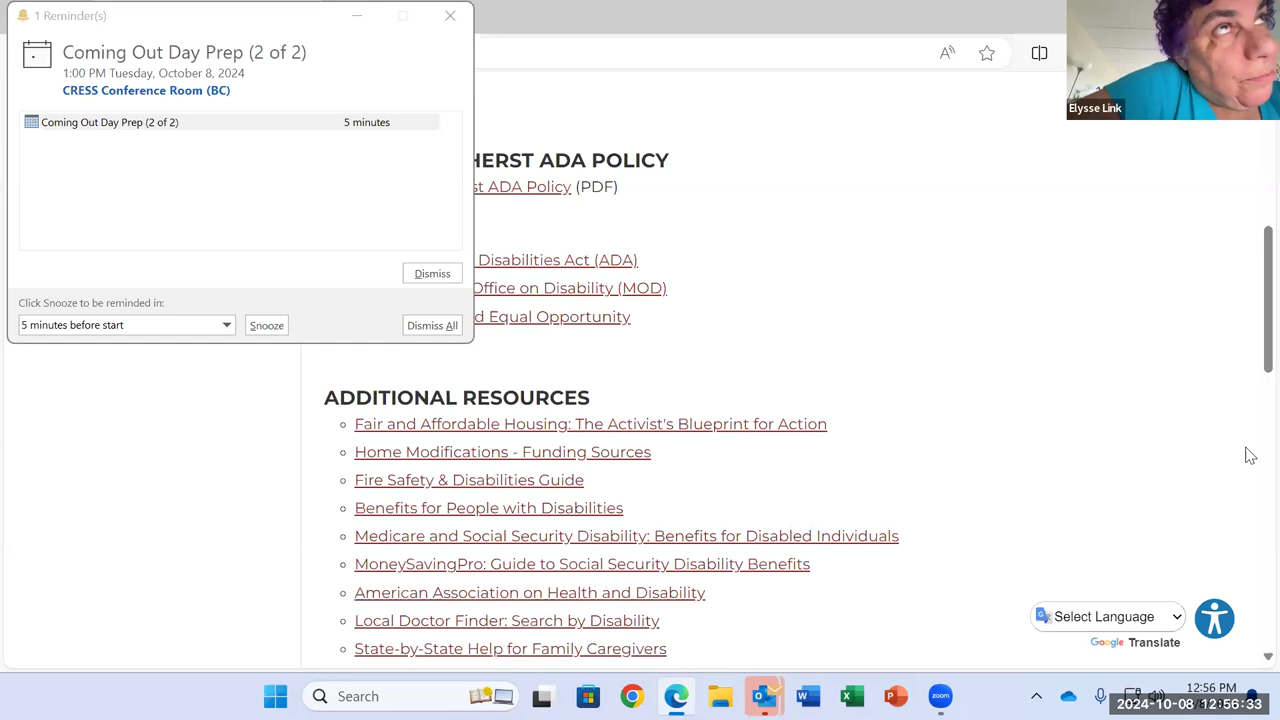 1 Reminder(s)
Coming Out Day Prep (2 of 2)
1:00 PM Tuesday, October 8, 2024
CRESS Conference Room (BC)
Coming Out Day Prep (2 of 2) 5 minutes
Dismiss
Click Snooze to be reminded in:
5 minutes before start
Snooze
Dismiss All
Elysse Link
HERST ADA POLICY
st ADA Policy (PDF)
Disabilities Act (ADA)
Office on Disability (MOD)
d Equal Opportunity
ADDITIONAL RESOURCES
Fair and Affordable Housing: The Activist's Blueprint for Action
Home Modifications - Funding Sources
Fire Safety & Disabilities Guide
Benefits for People with Disabilities
Medicare and Social Security Disability: Benefits for Disabled Individuals
MoneySavingPro: Guide to Social Security Disability Benefits
American Association on Health and Disability
Local Doctor Finder: Search by Disability
State-by-State Help for Family Caregivers
Select Language
Google Translate
Search
zoom
12:56 PM
2024-10-08 12:56:33